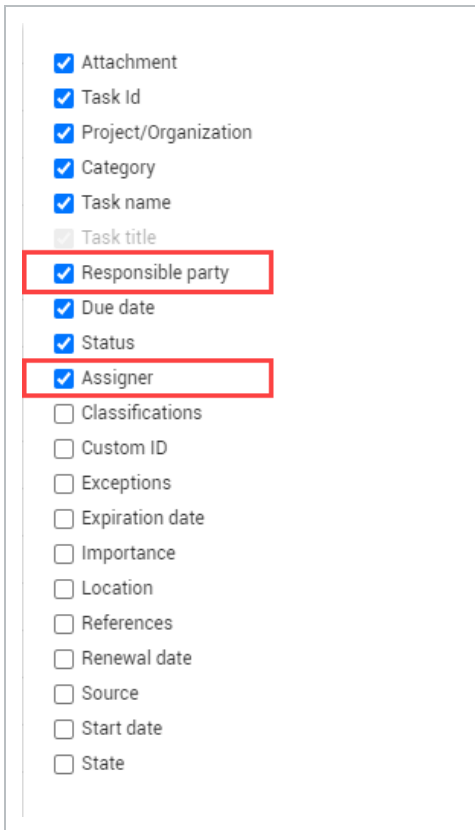 Attachment
Task Id
Project/Organization
Category
Task name
Task title
Responsible party
Due date
Status
Assigner
Classifications
Custom ID
Exceptions
Expiration date
Importance
Location
References
Renewal date
Source
Start date
State